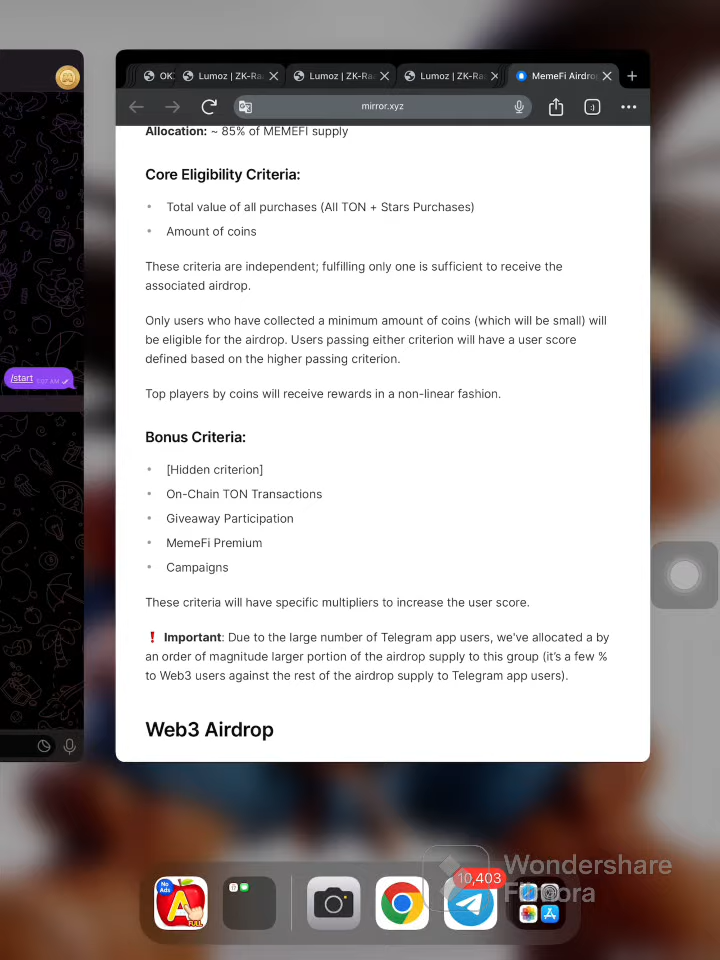 OK
Lumoz | ZK-Ra
Lumoz | ZK-Ra
Lumoz | ZK-Ra
MemeFi Airdro
mirror.xyz
Allocation: ~ 85% of MEMEFI supply
Core Eligibility Criteria:
• Total value of all purchases (All TON + Stars Purchases)
• Amount of coins
These criteria are independent; fulfilling only one is sufficient to receive the
associated airdrop.
Only users who have collected a minimum amount of coins (which will be small) will
be eligible for the airdrop. Users passing either criterion will have a user score
defined based on the higher passing criterion.
/start
Top players by coins will receive rewards in a non-linear fashion.
Bonus Criteria:
• [Hidden criterion]
• On-Chain TON Transactions
• Giveaway Participation
• MemeFi Premium
• Campaigns
These criteria will have specific multipliers to increase the user score.
❗ Important: Due to the large number of Telegram app users, we've allocated a by
an order of magnitude larger portion of the airdrop supply to this group (it's a few %
to Web3 users against the rest of the airdrop supply to Telegram app users).
Web3 Airdrop
Wondershare
Filmora
10,403
No
Ads
A
FULL